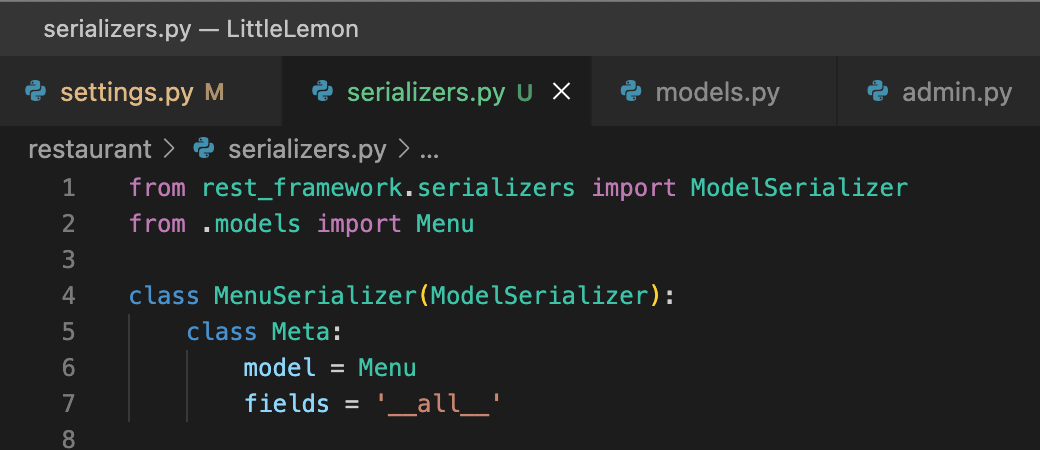 serializers.py — LittleLemon
settings.py M serializers.py U models.py admin.py
restaurant > serializers.py > ...
1 from rest_framework.serializers import ModelSerializer
2 from .models import Menu
3
4 class MenuSerializer(ModelSerializer):
5     class Meta:
6         model = Menu
7         fields = '__all__'
8